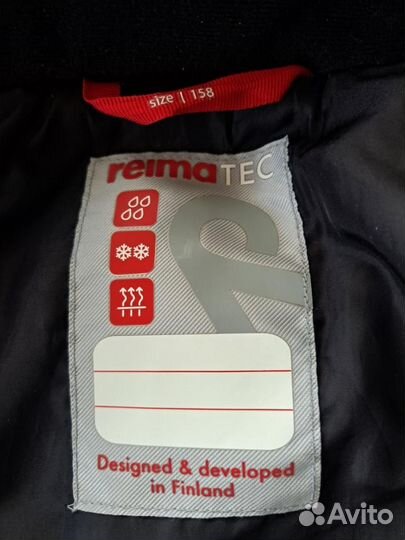 size | 158
reimaTEC
Designed & developed
in Finland
Avito